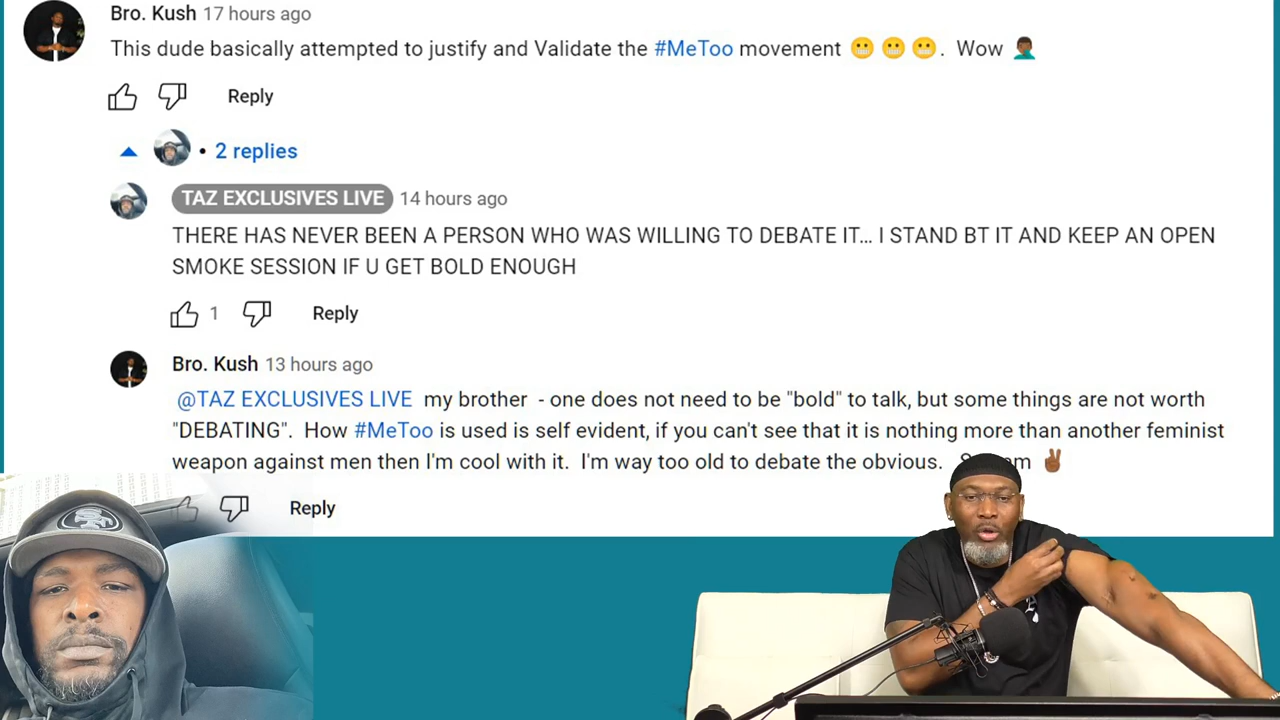 Bro. Kush 17 hours ago
This dude basically attempted to justify and Validate the #MeToo movement 😬 😬 😬. Wow 🤦🏾‍♂️
Reply
• 2 replies
TAZ EXCLUSIVES LIVE 14 hours ago
THERE HAS NEVER BEEN A PERSON WHO WAS WILLING TO DEBATE IT... I STAND BT IT AND KEEP AN OPEN
SMOKE SESSION IF U GET BOLD ENOUGH
1 Reply
Bro. Kush 13 hours ago
@TAZ EXCLUSIVES LIVE my brother - one does not need to be "bold" to talk, but some things are not worth
"DEBATING". How #MeToo is used is self evident, if you can't see that it is nothing more than another feminist
weapon against men then I'm cool with it. I'm way too old to debate the obvious. ✌🏾
Reply